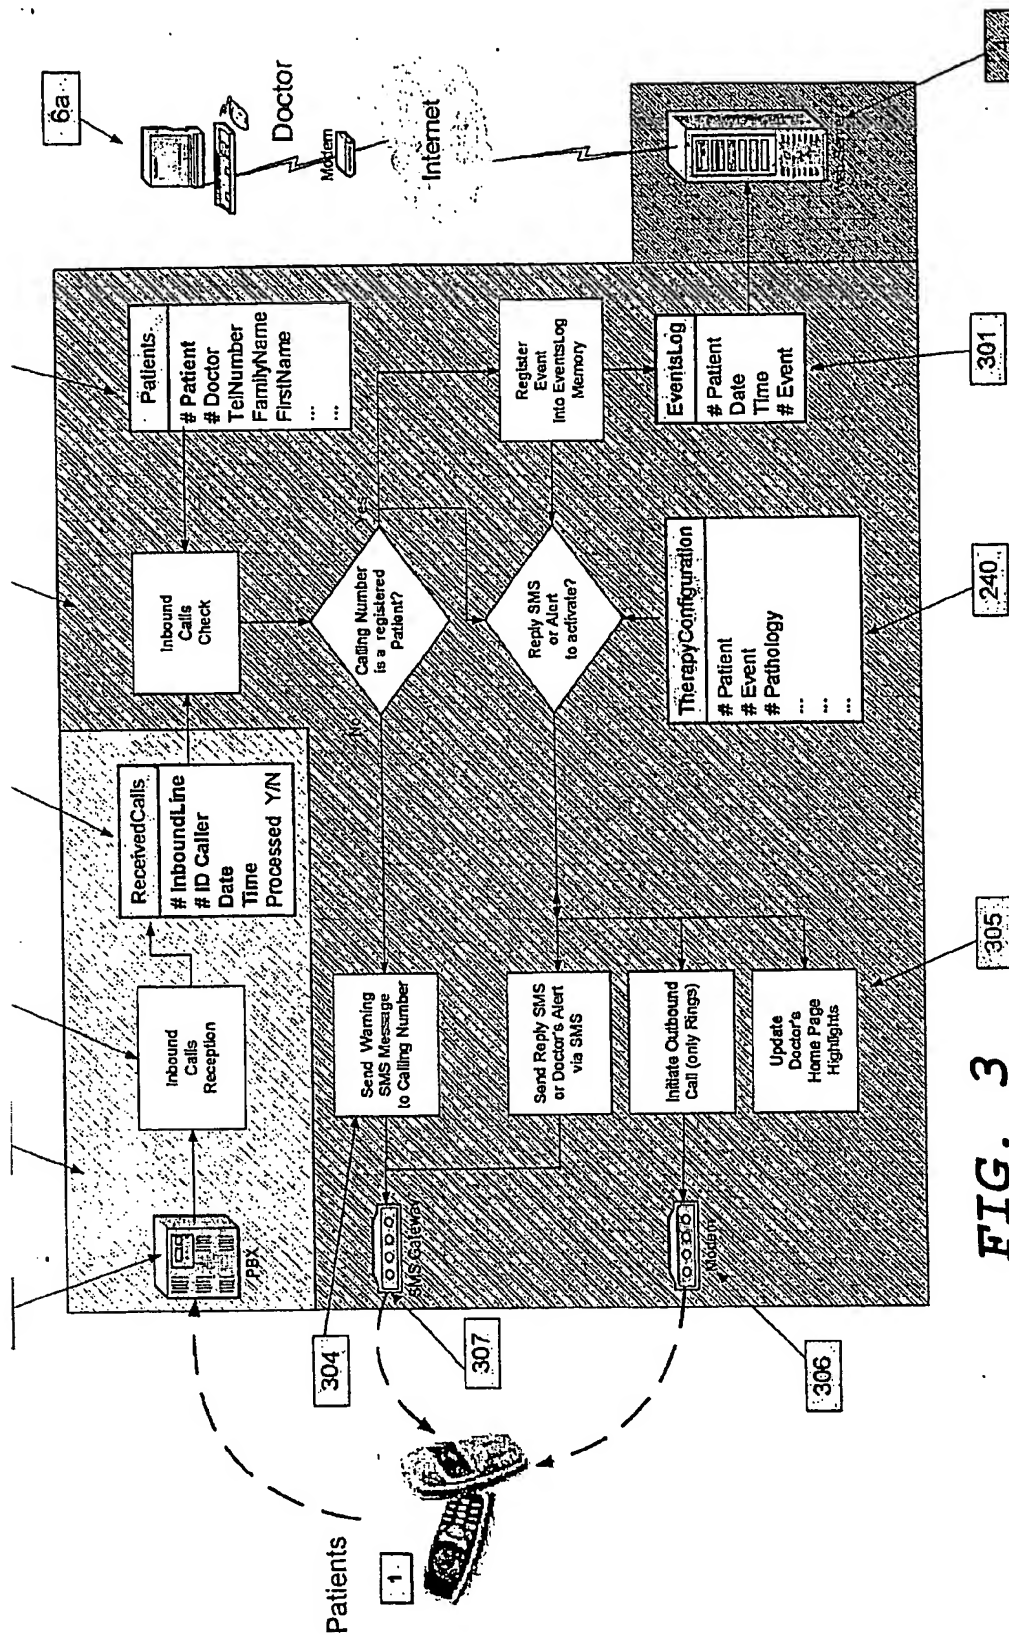 Patients
1
PBX
Inbound
Calls
Reception
ReceivedCalls
# InboundLine
# ID Caller
Date
Time
Processed Y/N
Inbound
Calls
Check
Patients
# Patient
# Doctor
TelNumber
FamilyName
FirstName
...
...
6a
Doctor
Modem
Internet
304
307
SMS Gateway
Send Warning
SMS Message
to Calling Number
No
Calling Number
is a registered
Patient?
Yes
Send Reply SMS
or Doctor's Alert
via SMS
Reply SMS
or Alert
to activate?
Register
Event
Into EventsLog
Memory
306
Modem
Initiate Outbound
Call (only Rings)
Update
Doctor's
Home Page
Highlights
TherapyConfiguration
# Patient
# Event
# Pathology
...
...
...
EventsLog
# Patient
Date
Time
# Event
4
305
240
301
FIG. 3